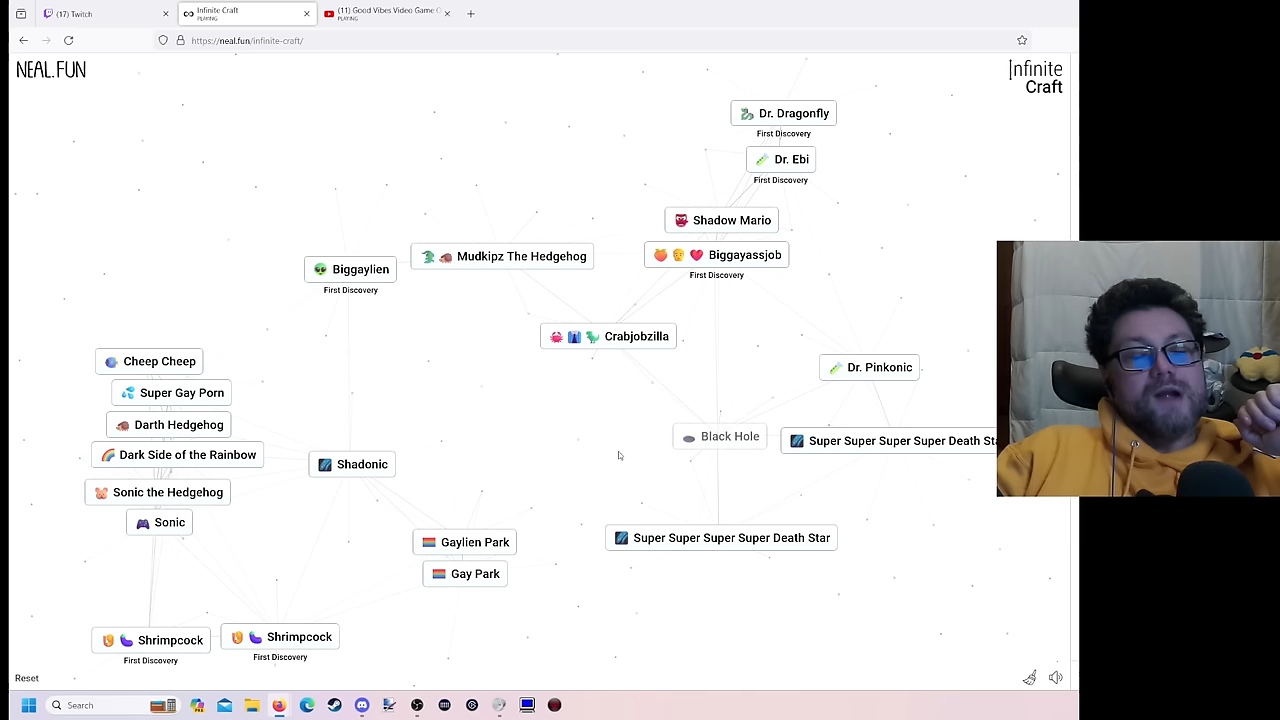 (17) Twitch
Infinite Craft
PLAYING
(11) Good Vibes Video Game
PLAYING
https://neal.fun/infinite-craft/
NEAL.FUN
Infinite
Craft
Dr. Dragonfly
First Discovery
Dr. Ebi
First Discovery
Shadow Mario
Biggayassjob
First Discovery
Mudkipz The Hedgehog
Biggaylien
First Discovery
Crabjobzilla
Cheep Cheep
Dr. Pinkonic
Super Gay Porn
Darth Hedgehog
Black Hole
Super Super Super Super Death Sta
Dark Side of the Rainbow
Shadonic
Sonic the Hedgehog
Sonic
Super Super Super Super Death Star
Gaylien Park
Gay Park
Shrimpcock
First Discovery
Shrimpcock
First Discovery
Reset
Search